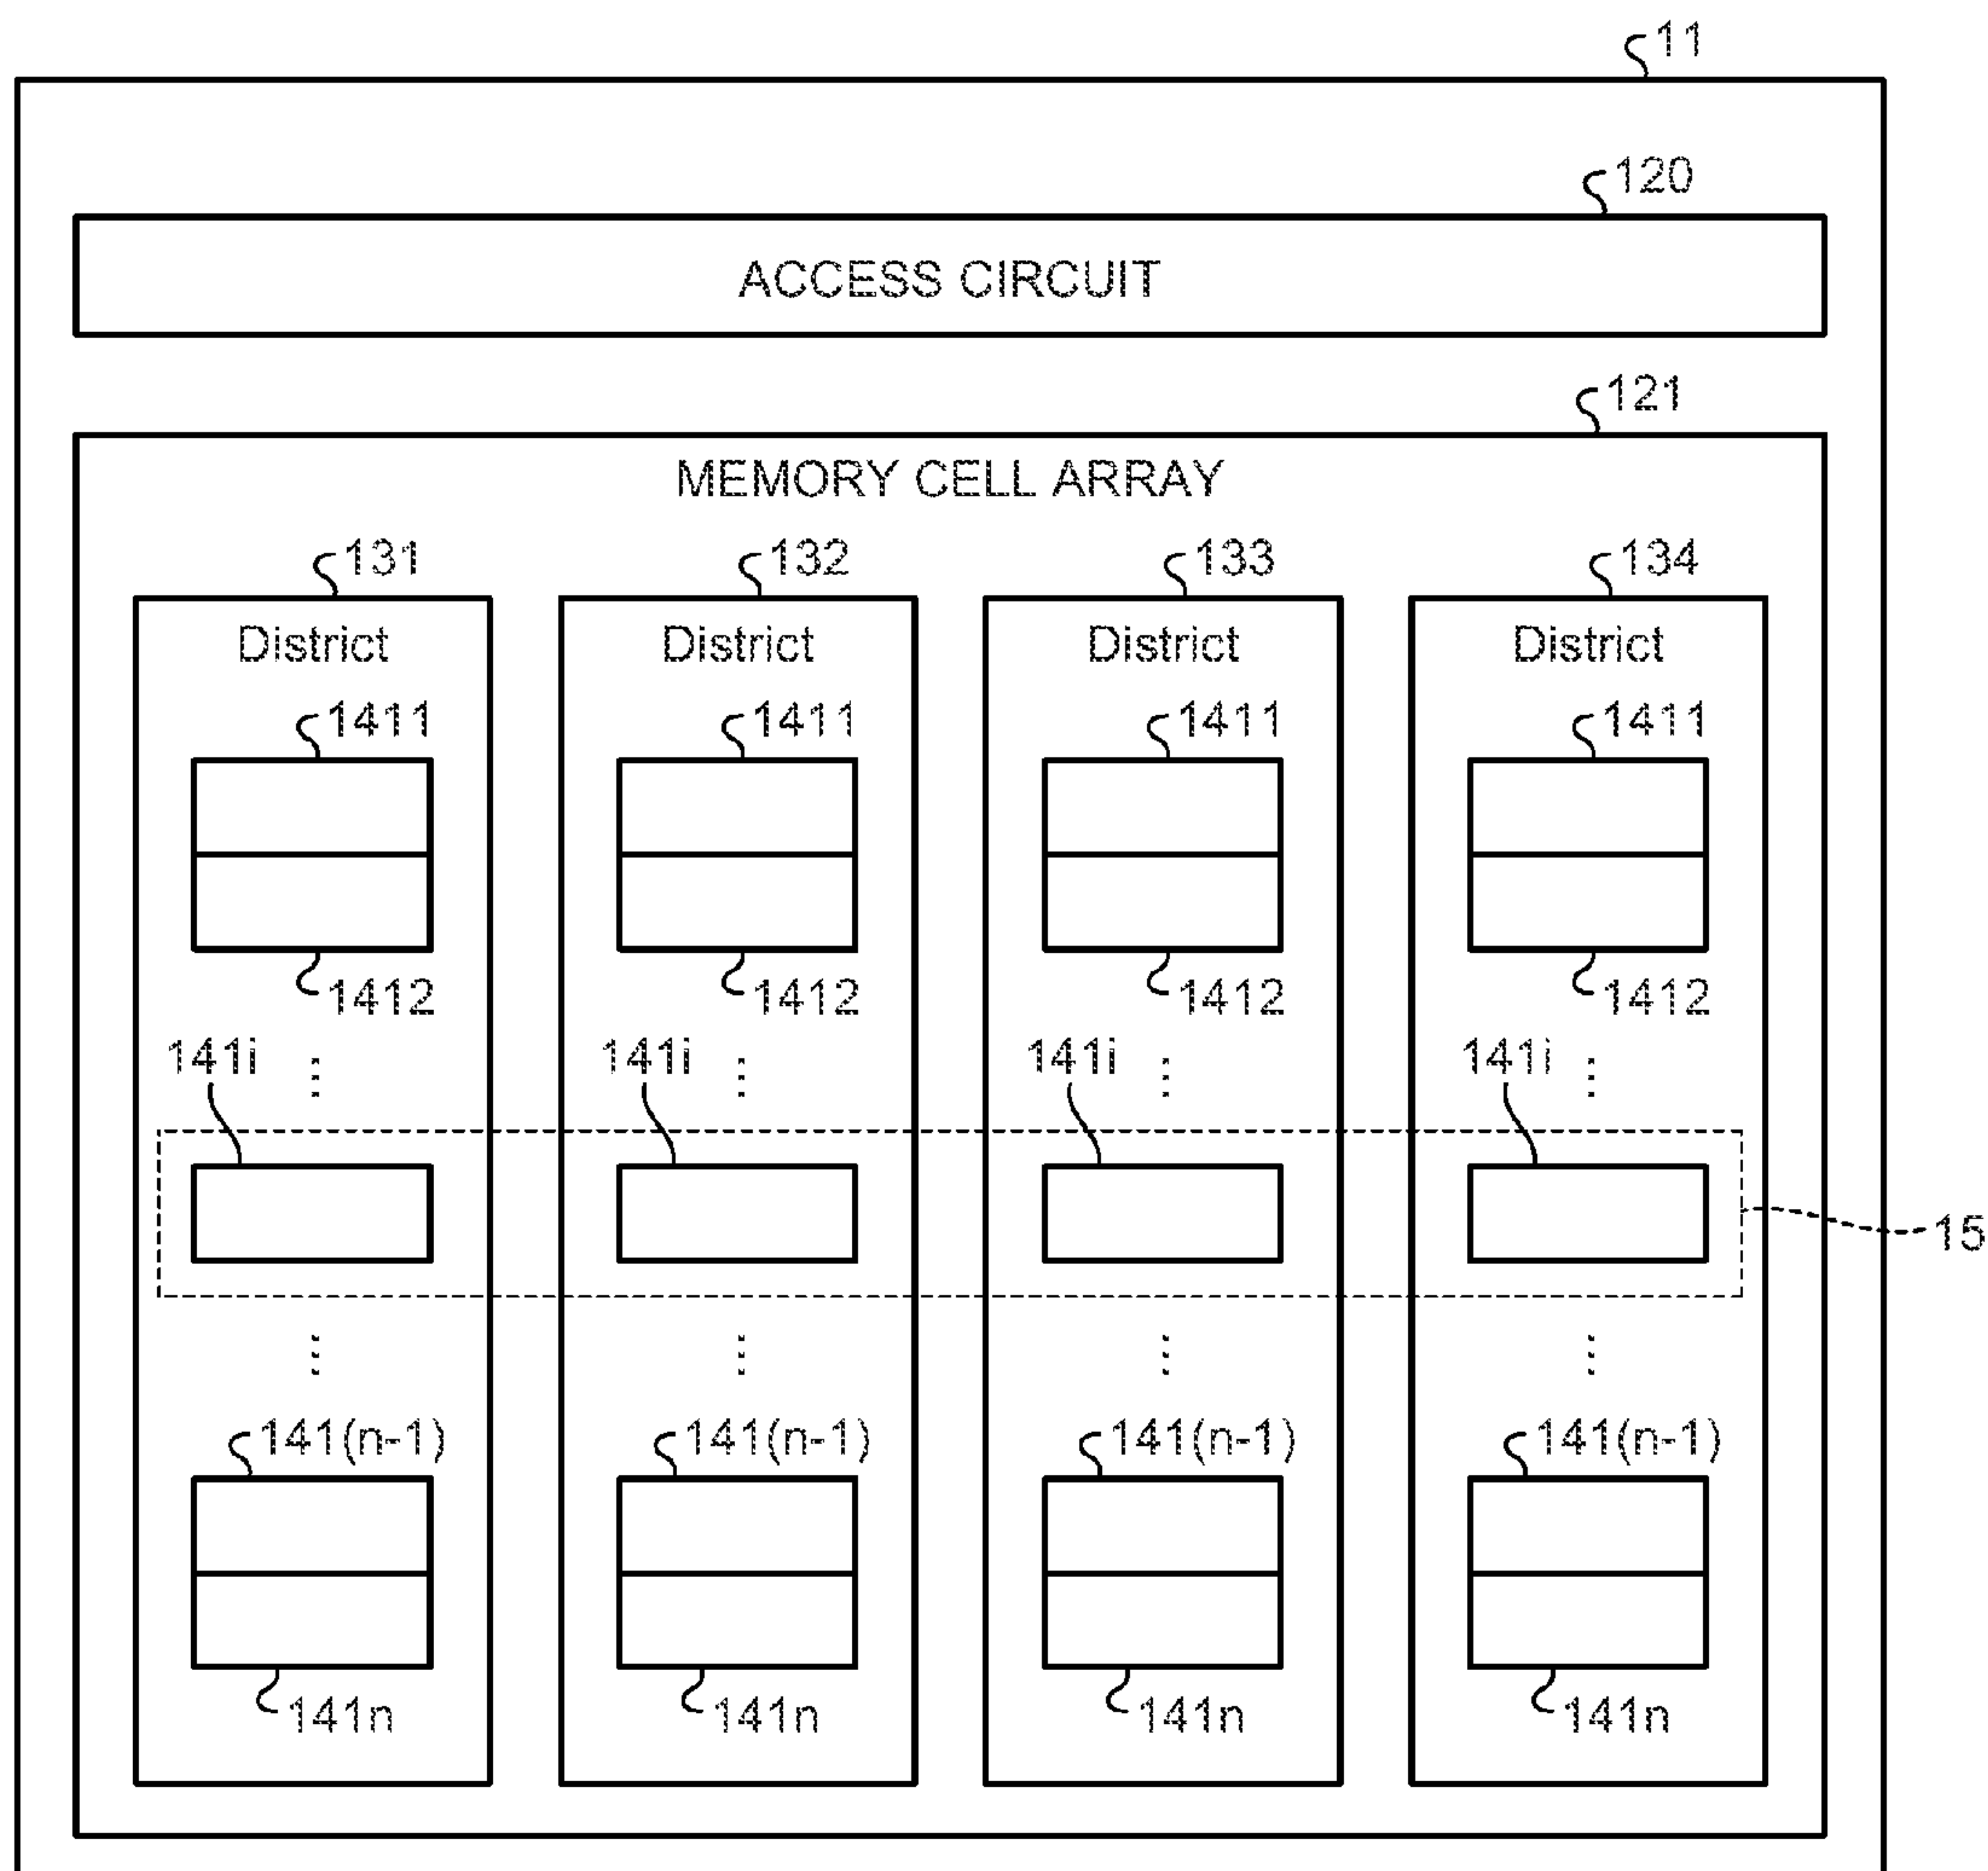 11
120
ACCESS CIRCUIT
121
MEMORY CELL ARRAY
131 132 133 134
District District District District
1411 1411 1411 1411
1412 1412 1412 1412
141i 141i 141i 141i
15
141(n-1) 141(n-1) 141(n-1) 141(n-1)
141n 141n 141n 141n